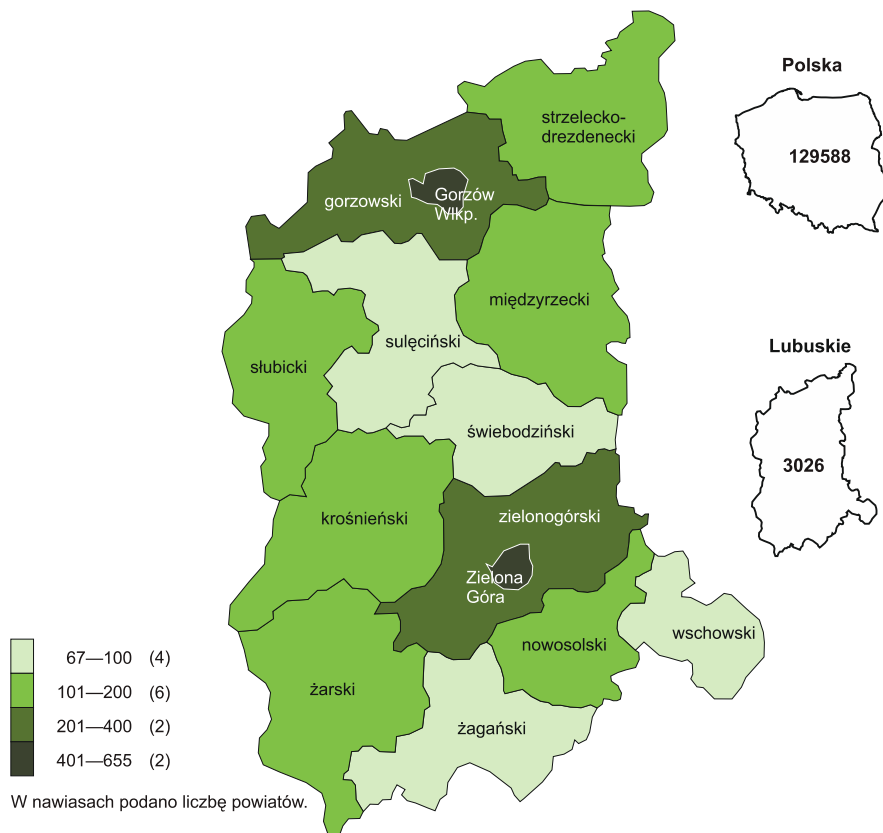 Polska
129588
strzelecko-
drezdenecki
gorzowski
Gorzów
Wlkp.
międzyrzecki
sulęciński
słubicki
Lubuskie
3026
świebodziński
krośnieński
zielonogórski
Zielona
Góra
nowosolski
wschowski
żarski
żagański
67—100 (4)
101—200 (6)
201—400 (2)
401—655 (2)
W nawiasach podano liczbę powiatów.